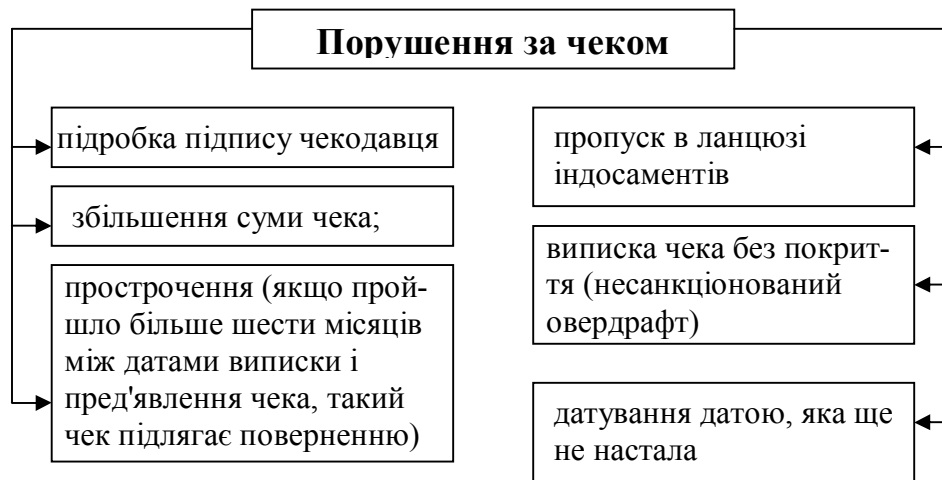 Порушення за чеком
підробка підпису чекодавця
збільшення суми чека;
прострочення (якщо прой-
шло більше шести місяців
між датами виписки і
пред'явлення чека, такий
чек підлягає поверненню)
пропуск в ланцюзі
індосаментів
виписка чека без покрит-
тя (несанкціонований
овердрафт)
датування датою, яка ще
не настала